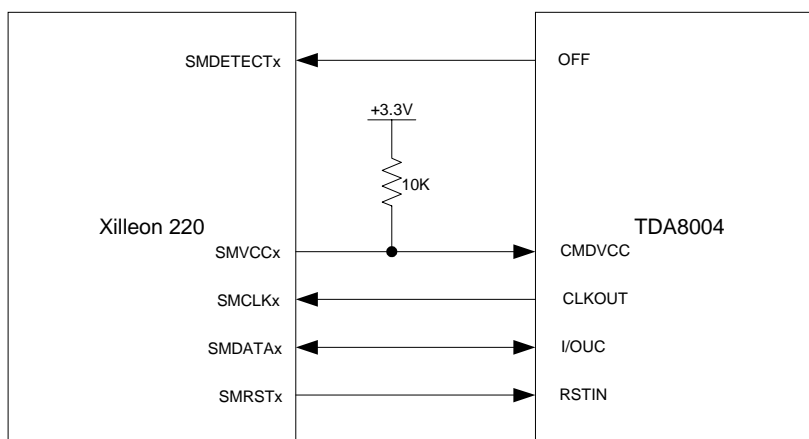 SMDETECTx OFF
+3.3V
10K
Xilleon 220 TDA8004
SMVCCx CMDVCC
SMCLKx CLKOUT
SMDATAx I/OUC
SMRSTx RSTIN